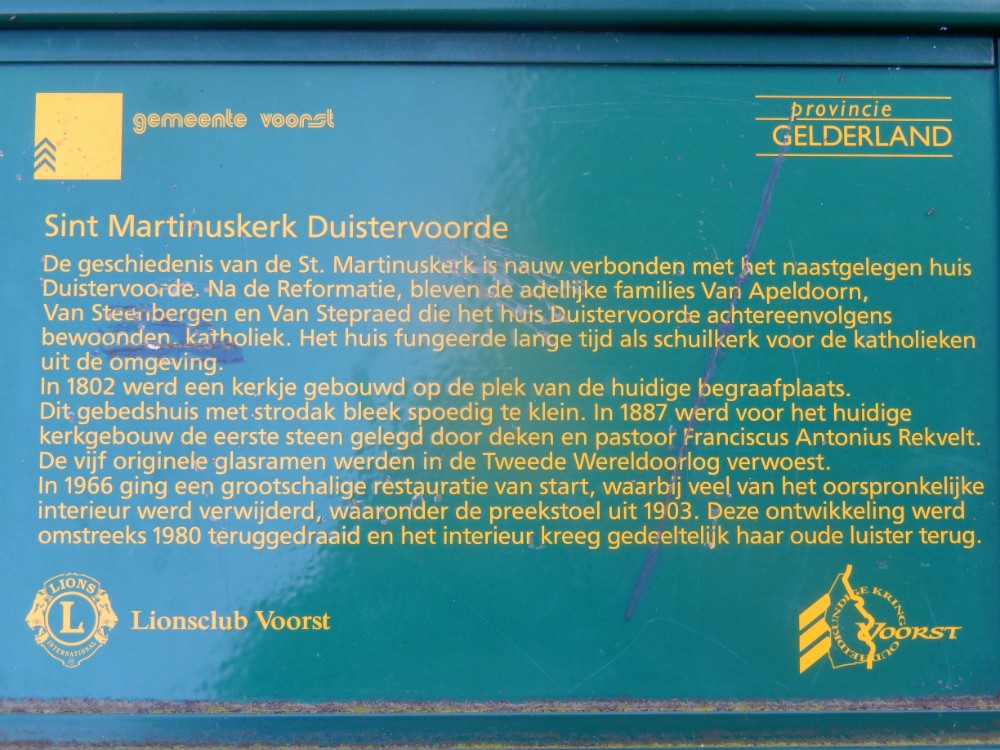 gemeente voorst
provincie
GELDERLAND
Sint Martinuskerk Duistervoorde
De geschiedenis van de St. Martinuskerk is nauw verbonden met het naastgelegen huis
Duistervoorde. Na de Reformatie, bleven de adellijke families Van Apeldoorn,
Van Steenbergen en Van Stepraed die het huis Duistervoorde achtereenvolgens
bewoonden, katholiek. Het huis fungeerde lange tijd als schuilkerk voor de katholieken
uit de omgeving.
In 1802 werd een kerkje gebouwd op de plek van de huidige begraafplaats.
Dit gebedshuis met strodak bleek spoedig te klein. In 1887 werd voor het huidige
kerkgebouw de eerste steen gelegd door deken en pastoor Franciscus Antonius Rekvelt.
De vijf originele glasramen werden in de Tweede Wereldoorlog verwoest.
In 1966 ging een grootschalige restauratie van start, waarbij veel van het oorspronkelijke
interieur werd verwijderd, waaronder de preekstoel uit 1903. Deze ontwikkeling werd
omstreeks 1980 teruggedraaid en het interieur kreeg gedeeltelijk haar oude luister terug.
LIONS
L
INTERNATIONAL
Lionsclub Voorst
OUDHEIDKUNDIGE KRING
VOORST